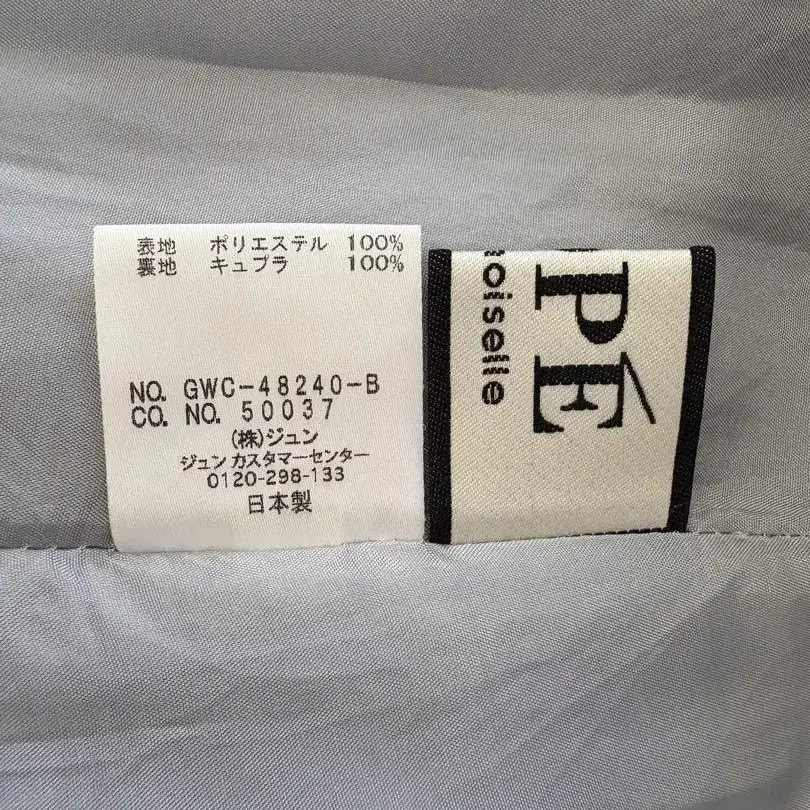 表地 ポリエステル 100%
裏地 キュプラ 100%
NO. GWC-48240-B
CO. NO. 50037
(株)ジュン
ジュン カスタマーセンター
0120-298-133
日本製
OPÉ
moiselle